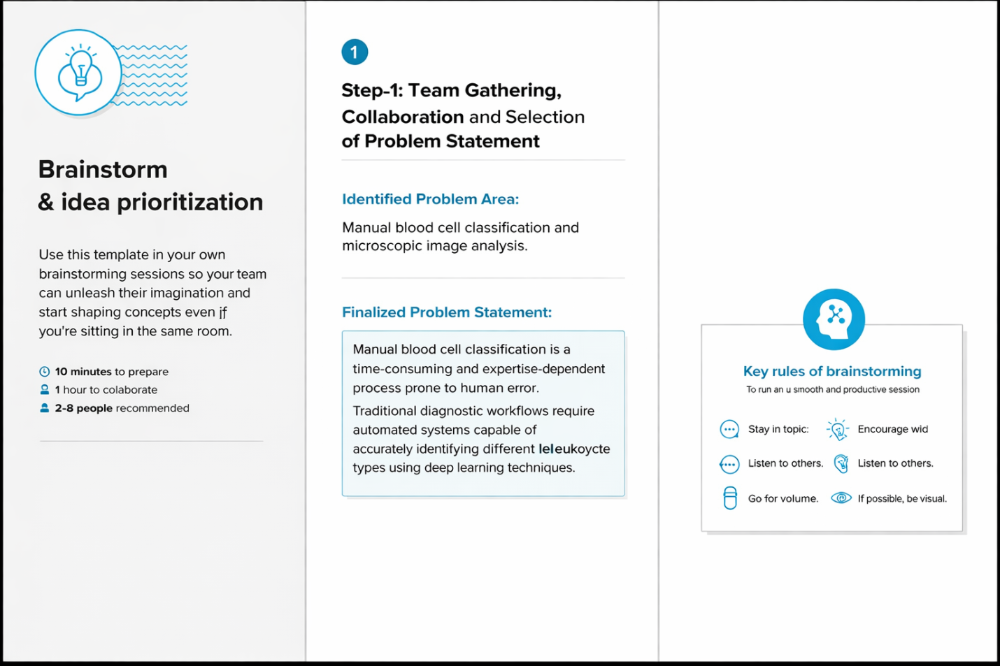 Brainstorm
& idea prioritization
Use this template in your own
brainstorming sessions so your team
can unleash their imagination and
start shaping concepts even jf
you're sitting in the same room.
10 minutes to prepare
1 hour to colaborate
2-8 people recommended
1
Step-1: Team Gathering,
Collaboration and Selection
of Problem Statement
Identified Problem Area:
Manual blood cell classification and
microscopic image analysis.
Finalized Problem Statement:
Manual blood cell classification is a
time-consuming and expertise-dependent
process prone to human error.
Traditional diagnostic workflows require
automated systems capable of
accurately identifying different leleukoycte
types using deep learning techniques.
Key rules of brainstorming
To run an u smooth and productive session
Stay in topic: Encourage wid
Listen to others. Listen to others.
Go for volume. If possible, be visual.